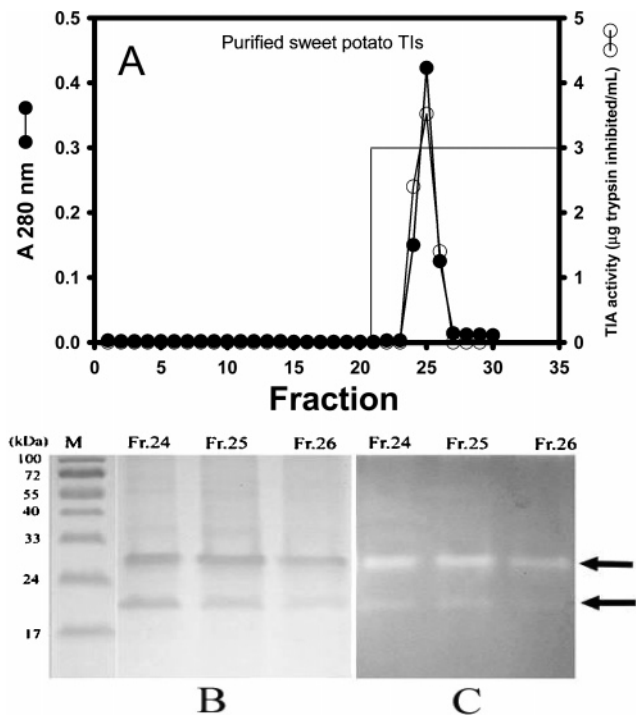 Purified sweet potato TIs
A
0.5
0.4
0.3
0.2
0.1
0.0
A 280 nm
5
4
3
2
1
0
TIA activity (μg trypsin inhibited/mL)
0 5 10 15 20 25 30 35
Fraction
(kDa) M Fr.24 Fr.25 Fr.26 Fr.24 Fr.25 Fr.26
100
72
55
40
33
24
17
B C